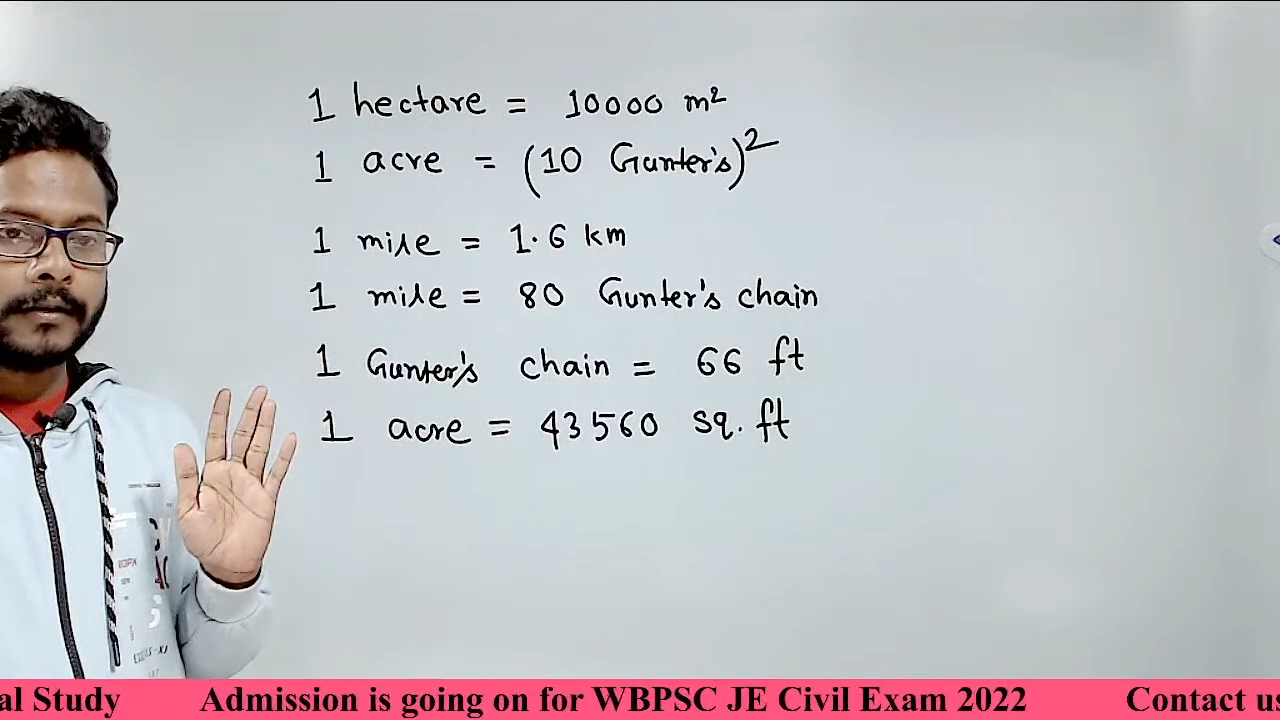 1 hectare = 10000 m²
1 acre = (10 Gunter's)²
1 mile = 1.6 km
1 mile = 80 Gunter's chain
1 Gunter's chain = 66 ft
1 acre = 43560 sq. ft
al Study Admission is going on for WBPSC JE Civil Exam 2022 Contact us